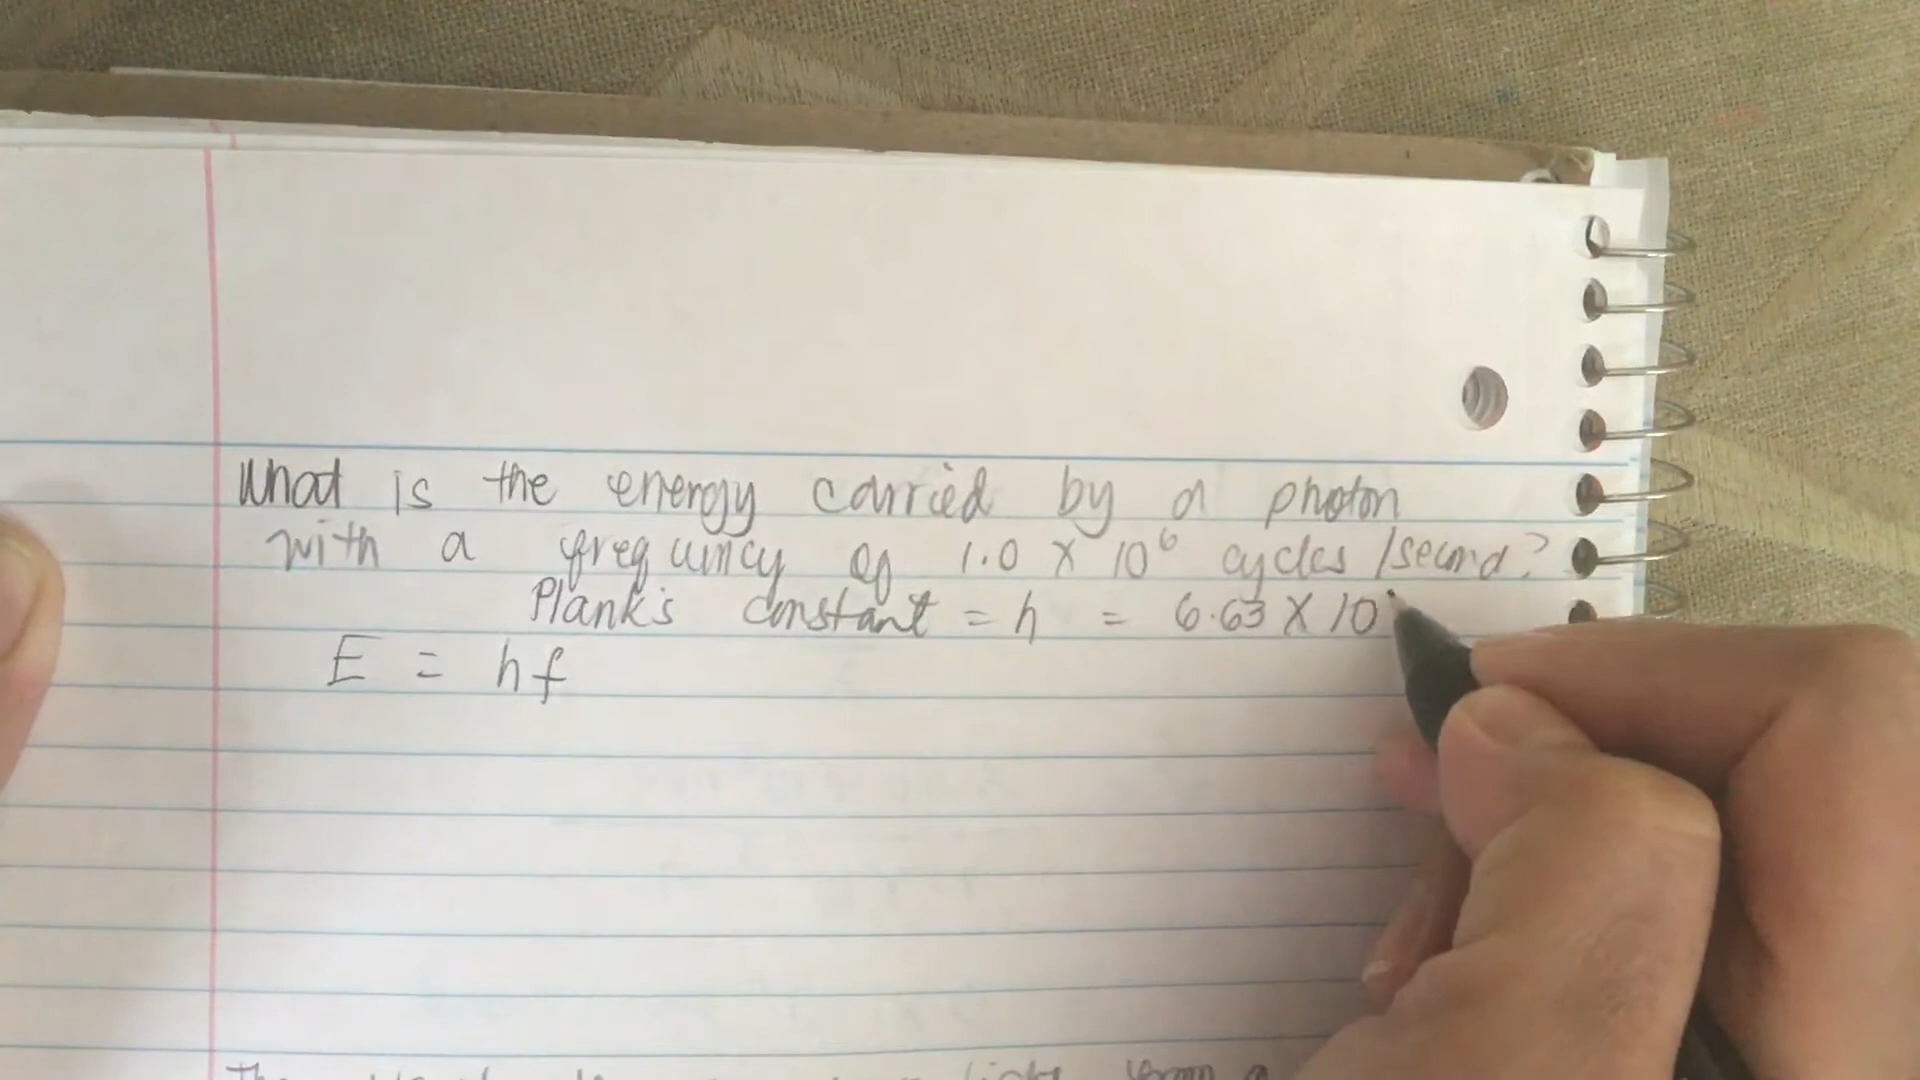 What is the energy carried by a photon
with a frequency of 1.0 X 10⁶ cycles /second?
Plank's constant = h = 6.63 X 10
E = hf